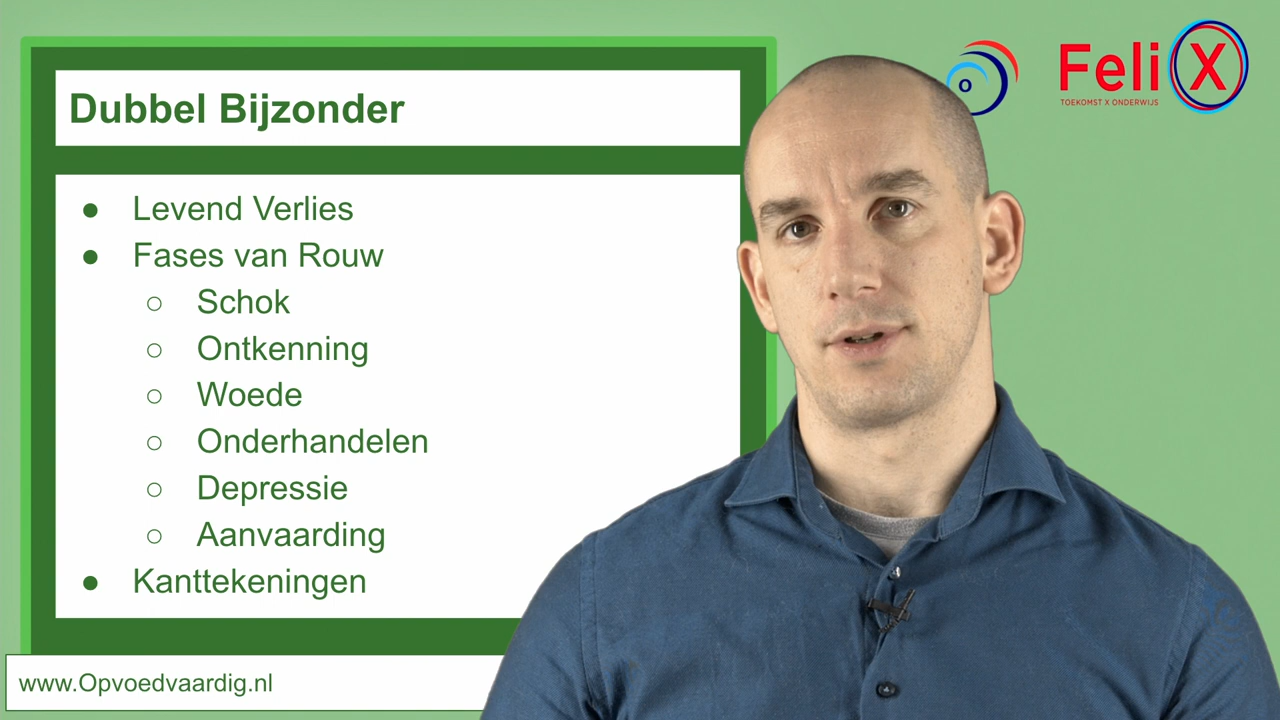 Dubbel Bijzonder
● Levend Verlies
● Fases van Rouw
○ Schok
○ Ontkenning
○ Woede
○ Onderhandelen
○ Depressie
○ Aanvaarding
● Kanttekeningen
www.Opvoedvaardig.nl
FeliX
TOEKOMST X ONDERWIJS